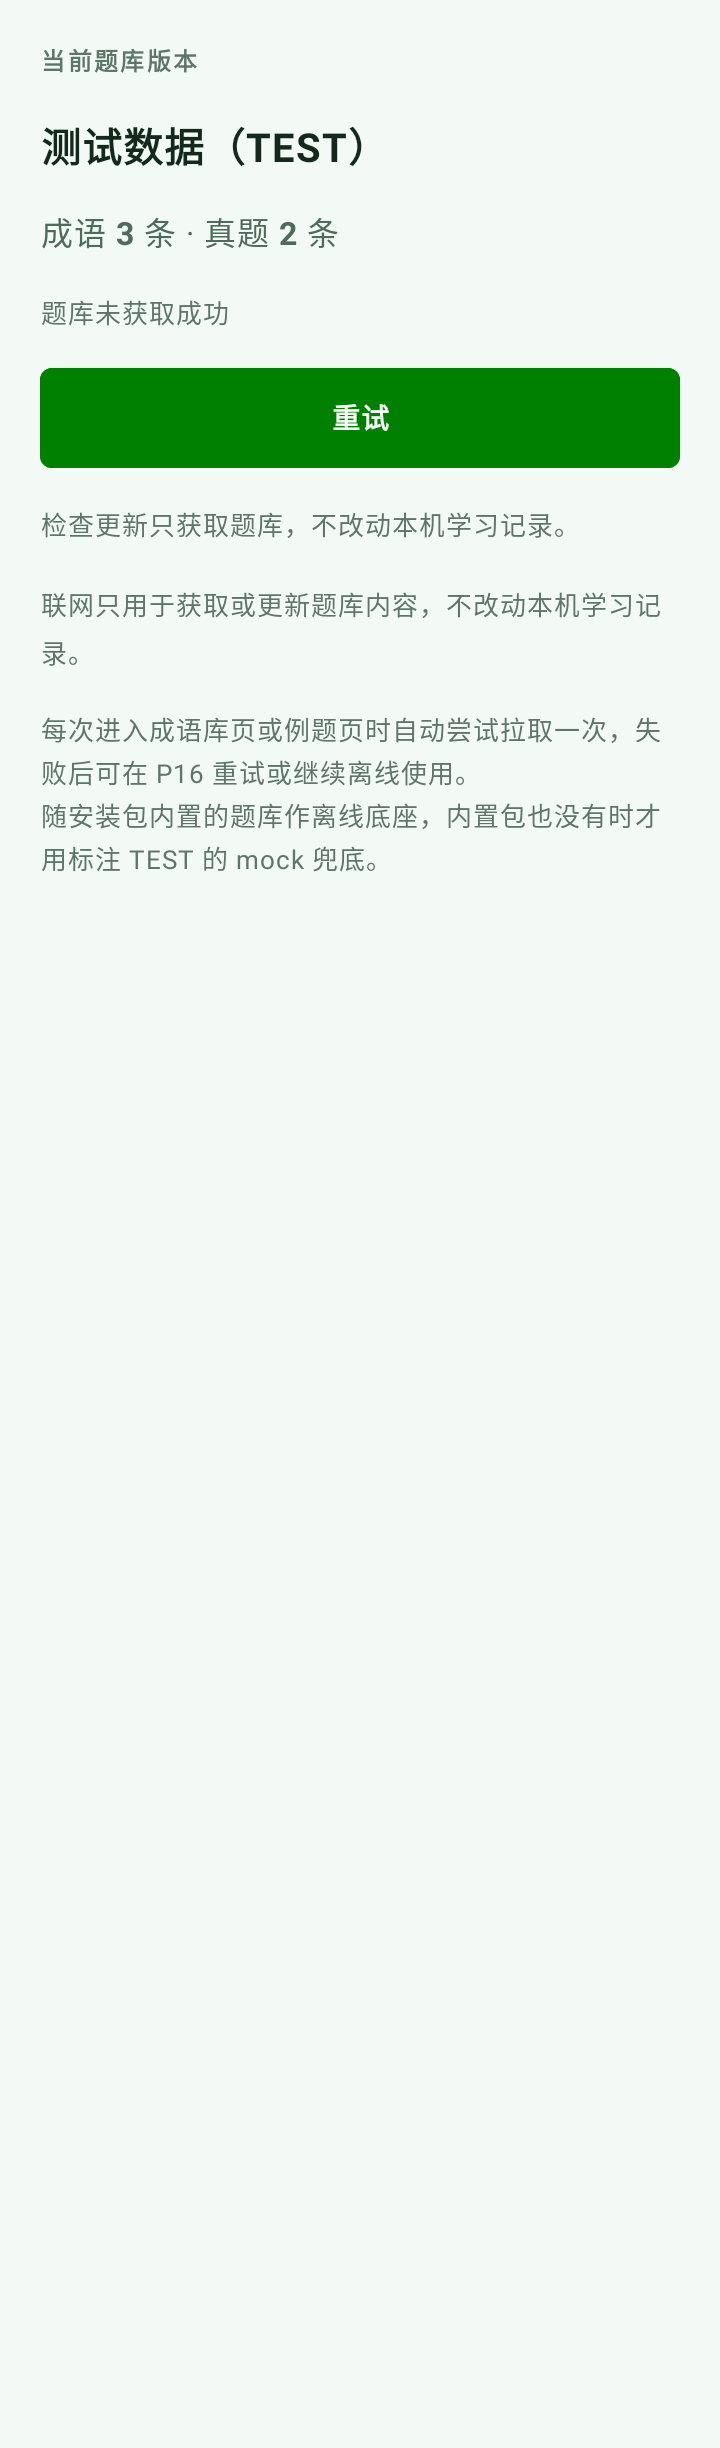 当前题库版本
测试数据（TEST）
成语 3 条 · 真题 2 条
题库未获取成功
重试
检查更新只获取题库，不改动本机学习记录。
联网只用于获取或更新题库内容，不改动本机学习记
录。
每次进入成语库页或例题页时自动尝试拉取一次，失
败后可在 P16 重试或继续离线使用。
随安装包内置的题库作离线底座，内置包也没有时才
用标注 TEST 的 mock 兜底。